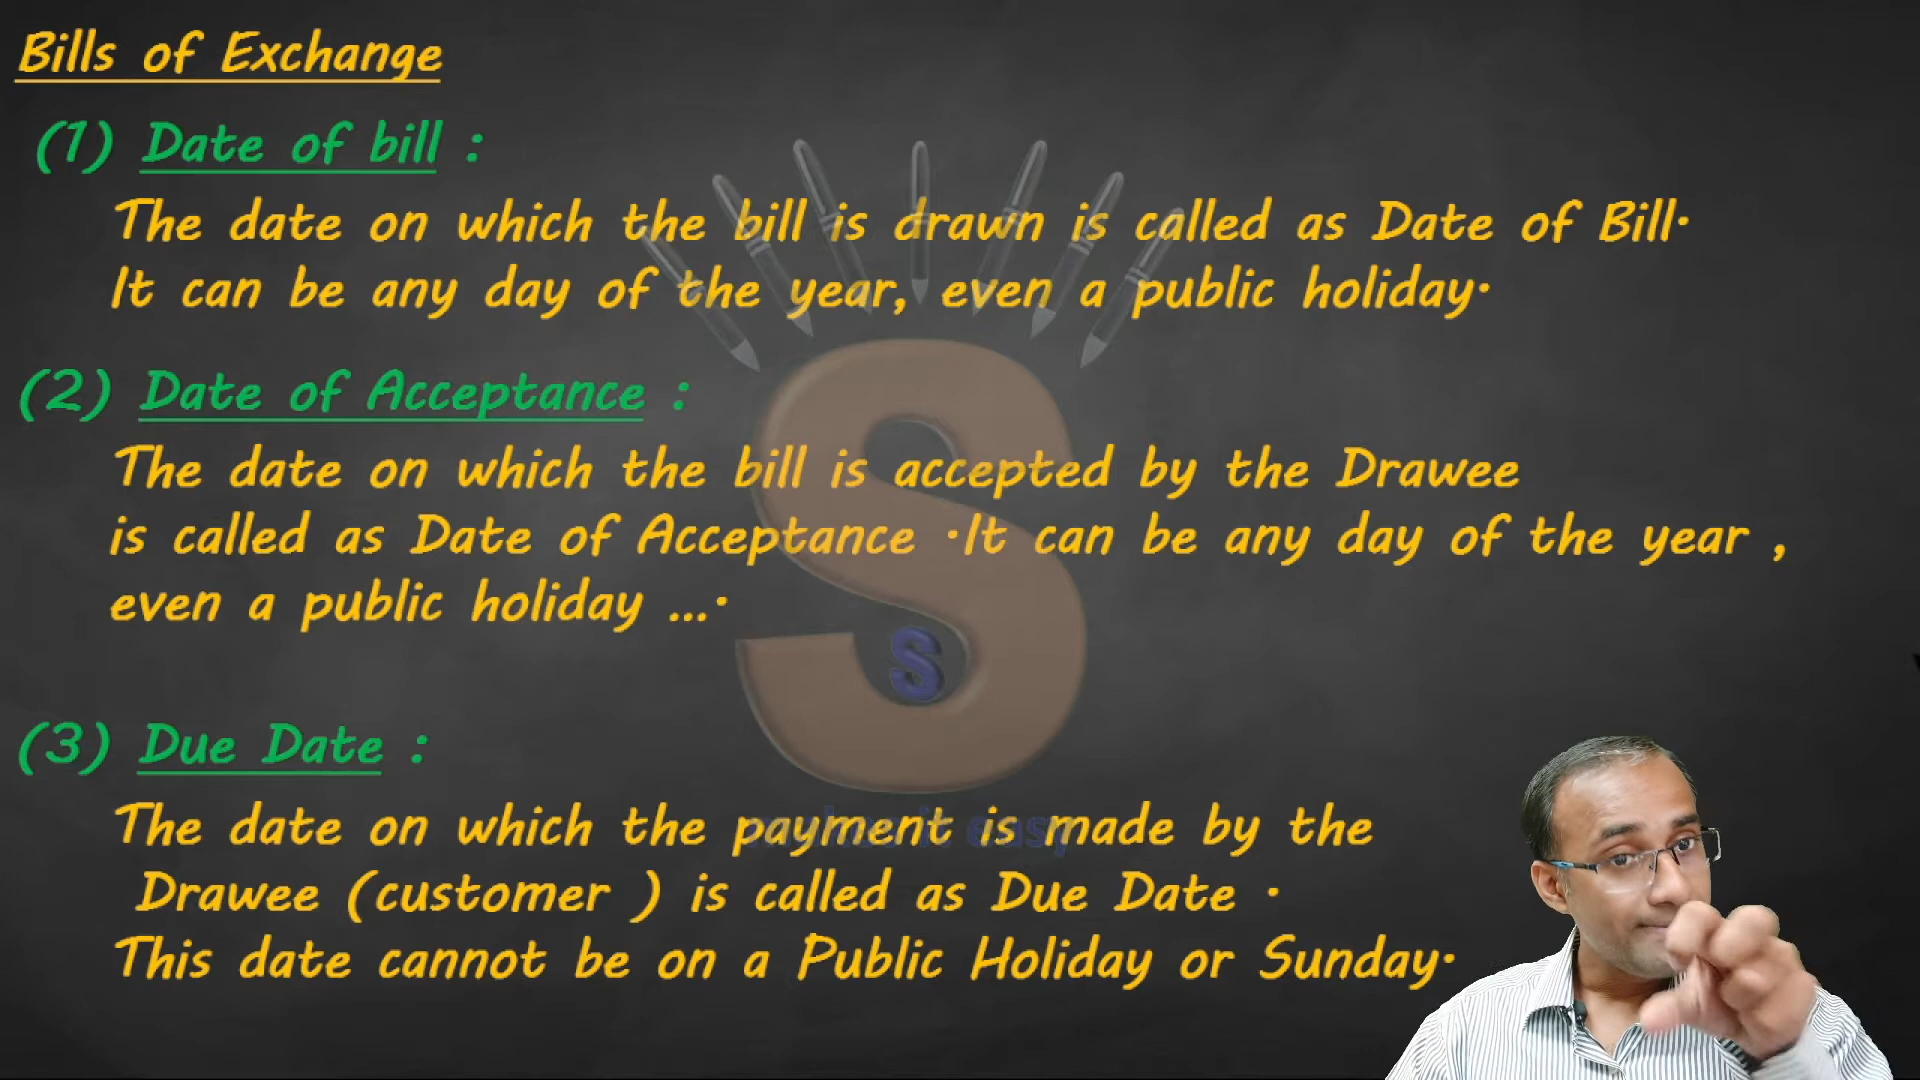 Bills of Exchange
(1) Date of bill :
The date on which the bill is drawn is called as Date of Bill.
It can be any day of the year, even a public holiday.
(2) Date of Acceptance :
The date on which the bill is accepted by the Drawee
is called as Date of Acceptance .It can be any day of the year ,
even a public holiday ....
S
S
(3) Due Date :
The date on which the payment is made by the
makes it easy
Drawee (customer ) is called as Due Date .
This date cannot be on a Public Holiday or Sunday.